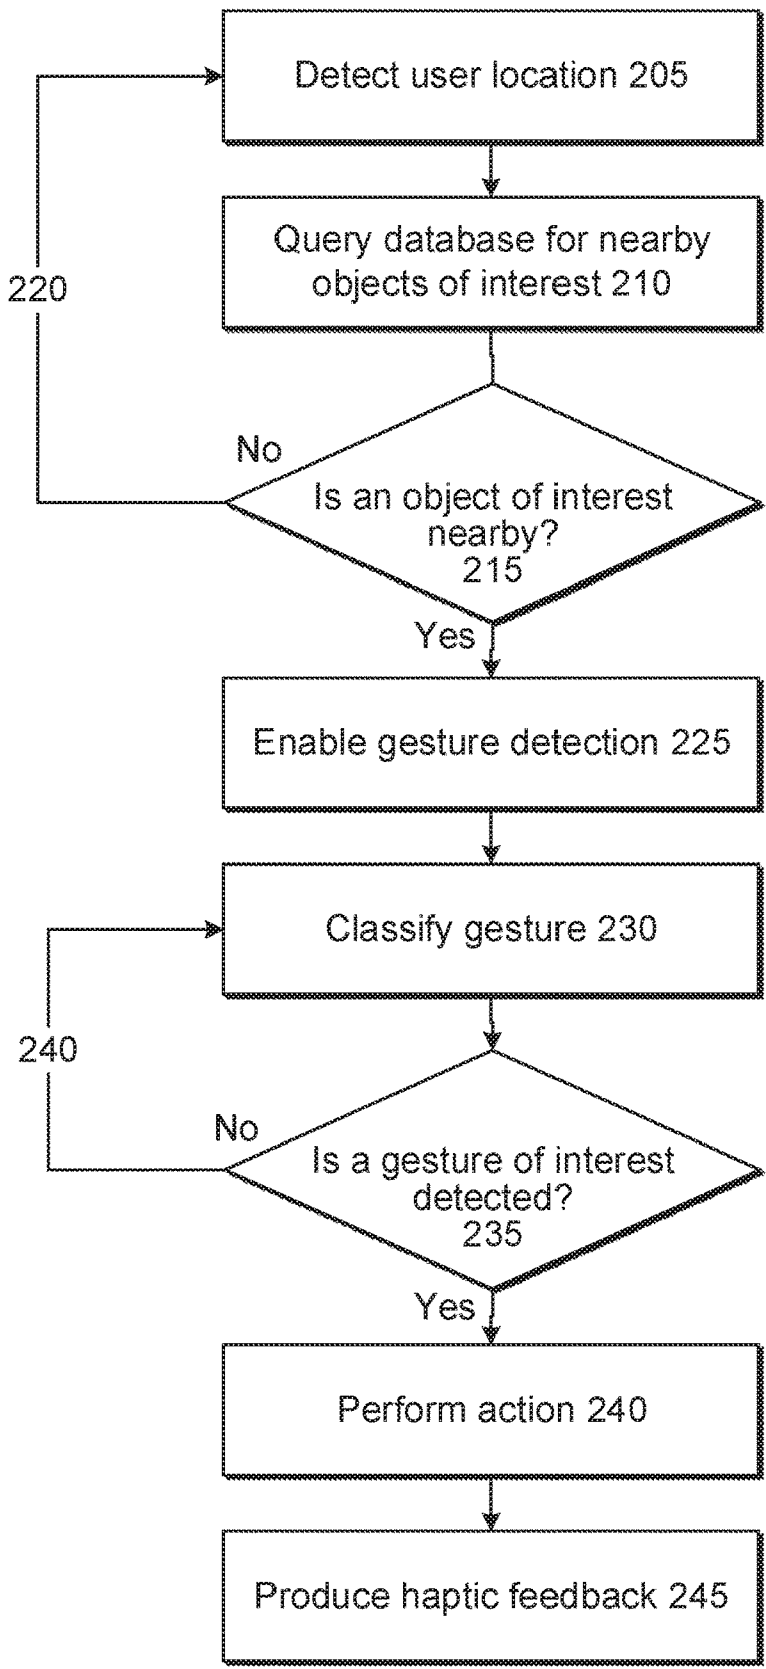 Detect user location 205
Query database for nearby
objects of interest 210
220
No
Is an object of interest
nearby?
215
Yes
Enable gesture detection 225
Classify gesture 230
240
No
Is a gesture of interest
detected?
235
Yes
Perform action 240
Produce haptic feedback 245